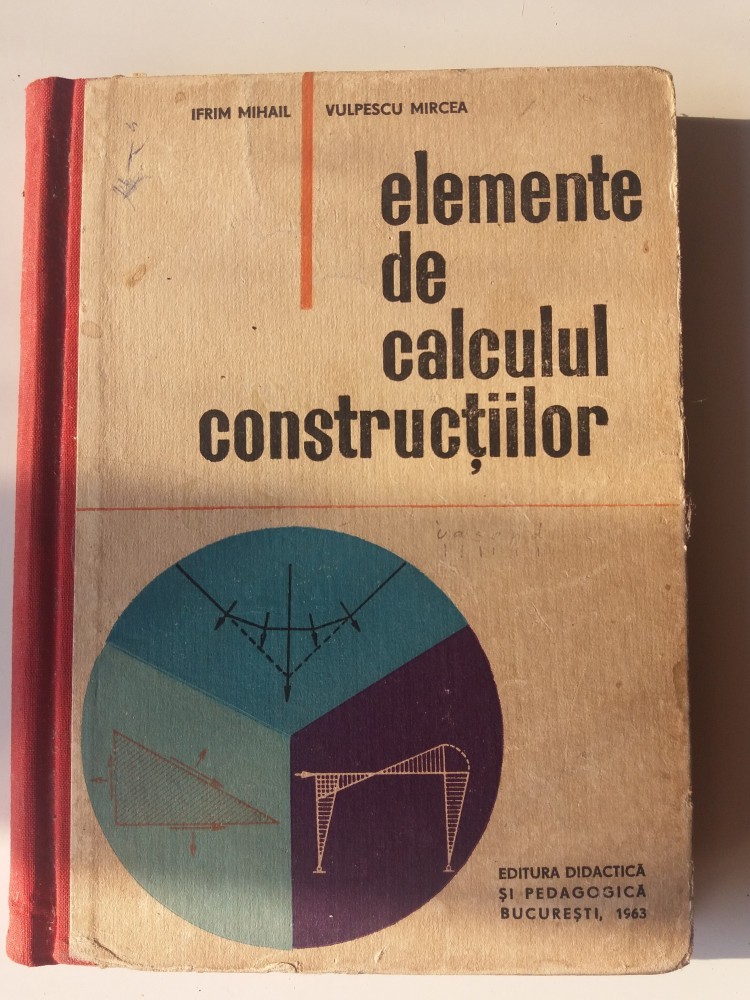 IFRIM MIHAIL VULPESCU MIRCEA
elemente
de
calculul
construcțiilor
EDITURA DIDACTICĂ
ȘI PEDAGOGICĂ
BUCUREȘTI, 1963